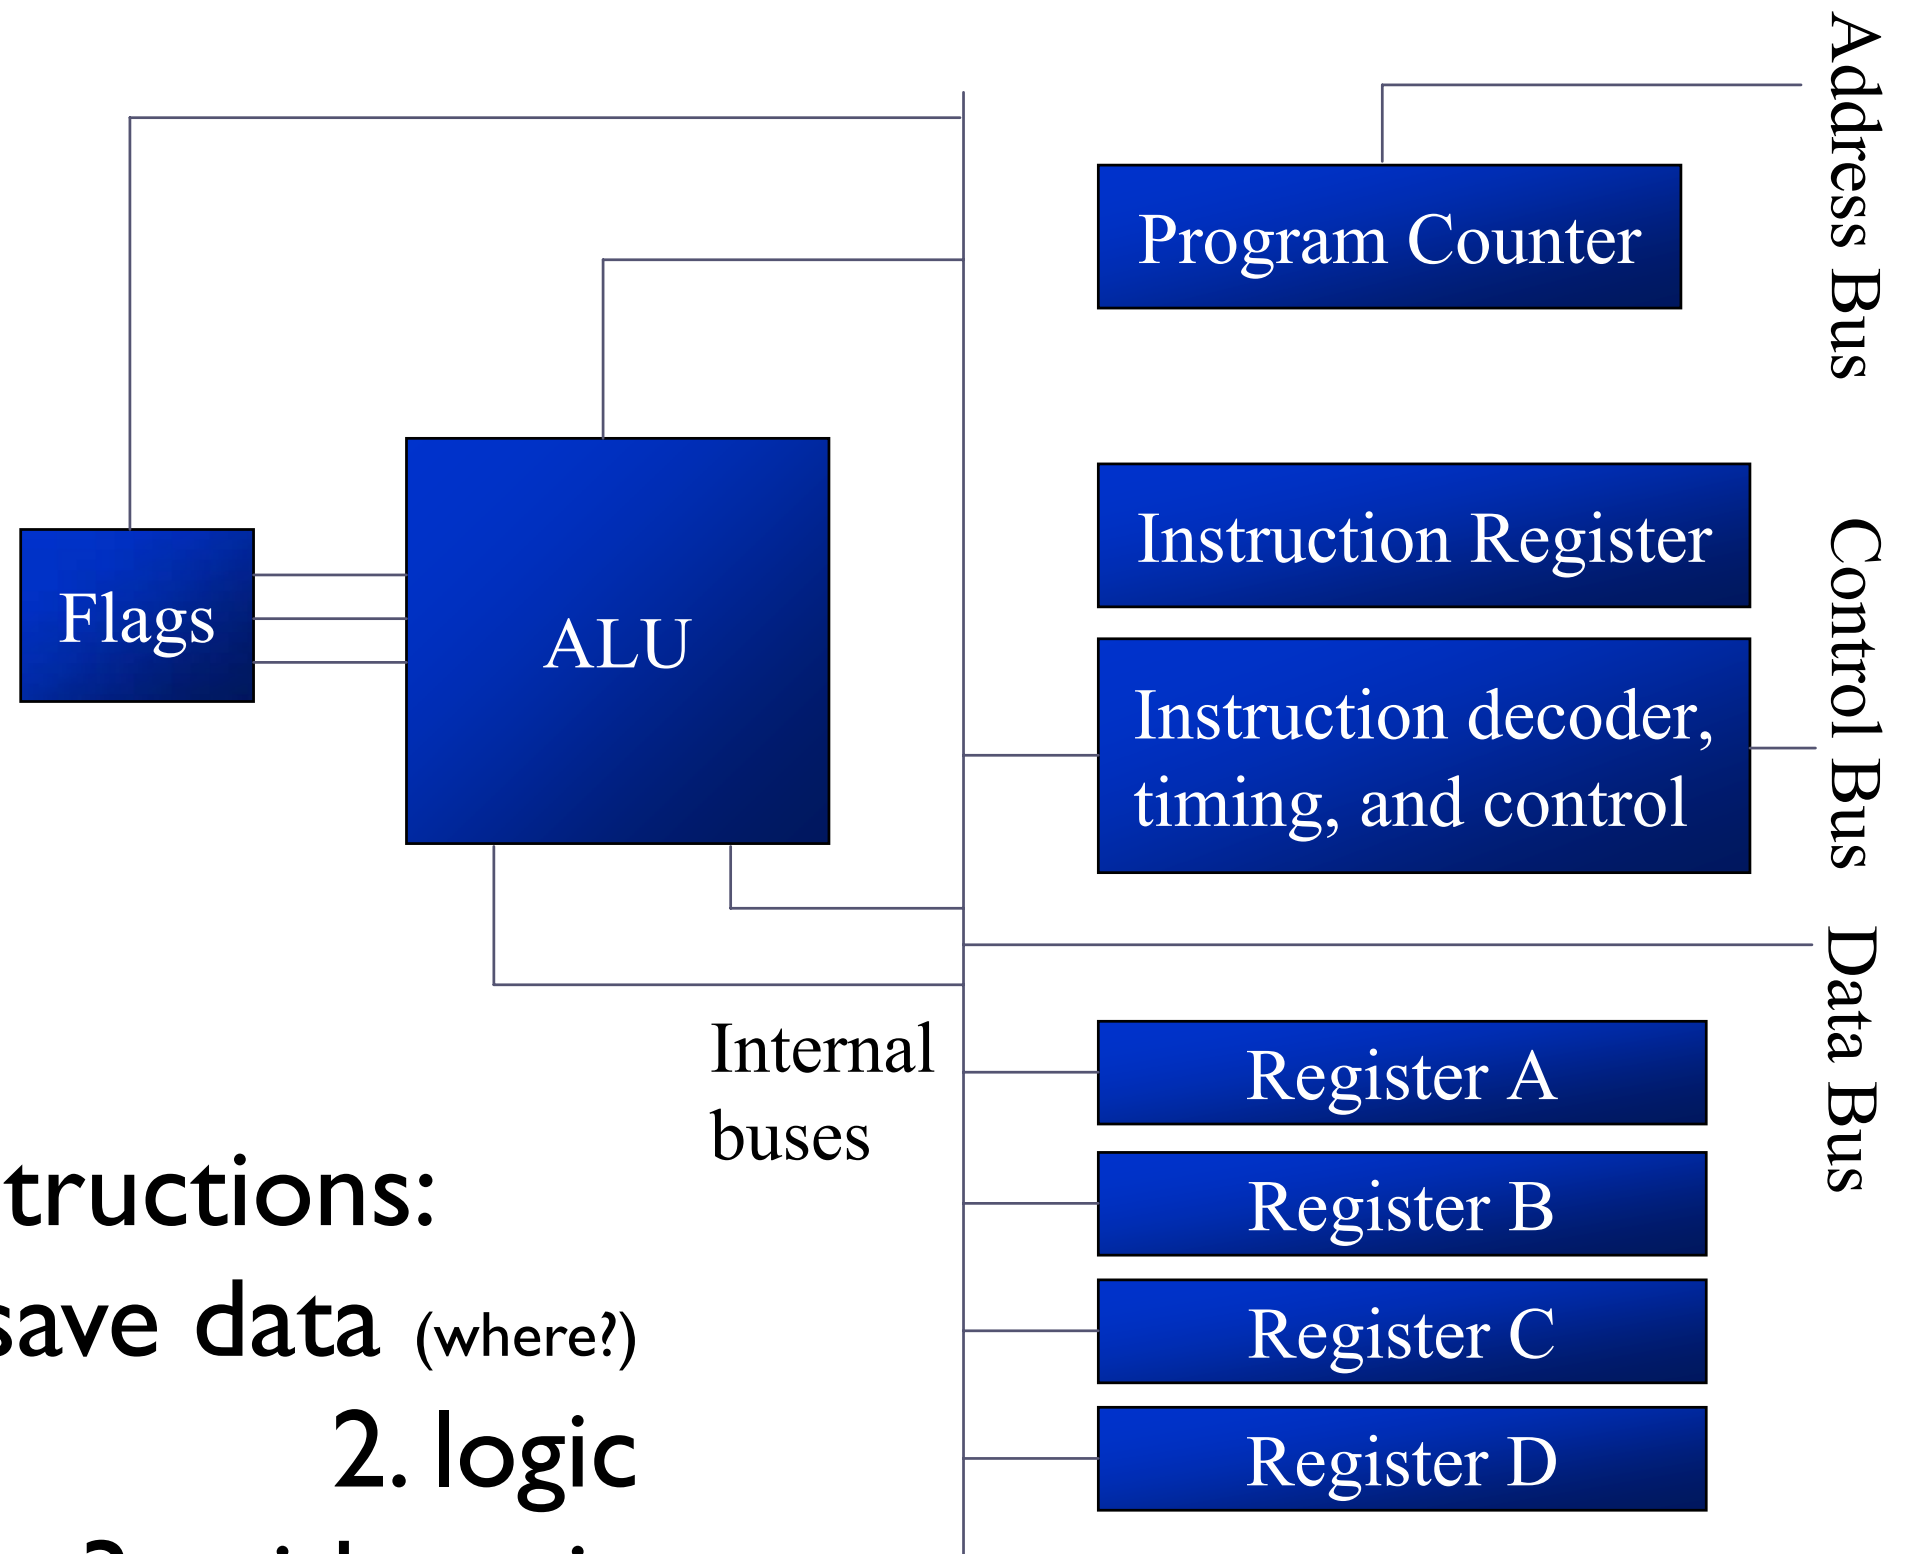 Address Bus
Program Counter
Instruction Register
Control Bus
Flags
ALU
Instruction decoder,
timing, and control
Data Bus
Internal
buses
Register A
Register B
Register C
Register D
tructions:
save data (where?)
2. logic